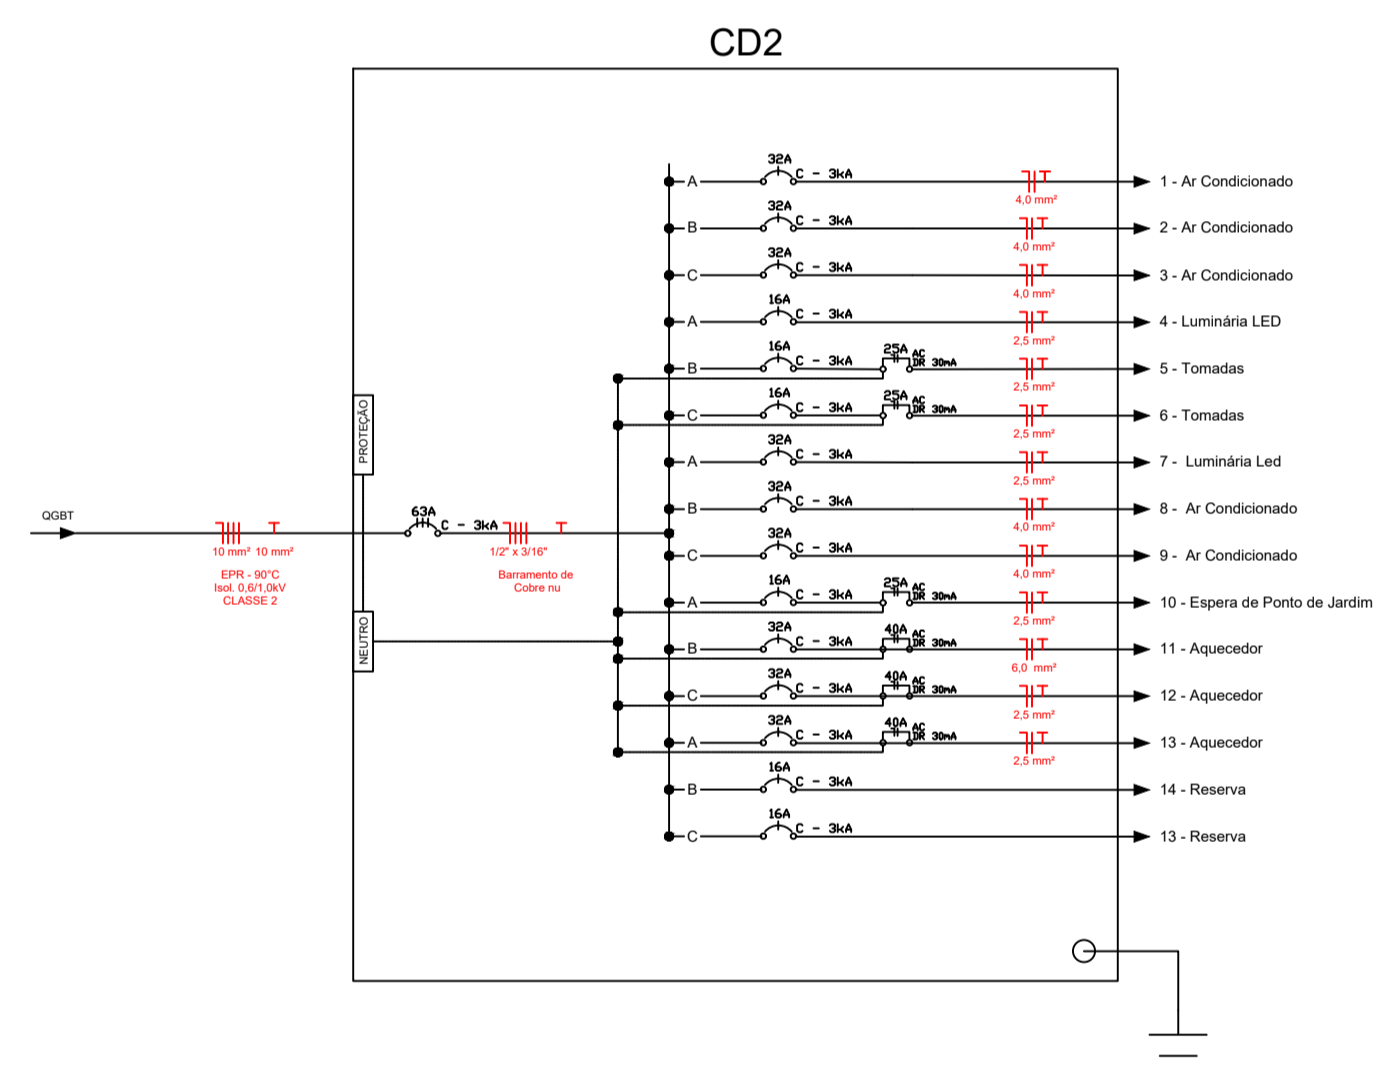 CD2
32A
A C - 3kA 1 - Ar Condicionado
4,0 mm²
32A
B C - 3kA 2 - Ar Condicionado
4,0 mm²
32A
C C - 3kA 3 - Ar Condicionado
4,0 mm²
16A
A C - 3kA 4 - Luminária LED
2,5 mm²
16A 25A AC
B C - 3kA DR 30mA 5 - Tomadas
2,5 mm²
16A 25A AC
C C - 3kA DR 30mA 6 - Tomadas
2,5 mm²
PROTEÇÃO
32A
A C - 3kA 7 - Luminária Led
2,5 mm²
32A
B C - 3kA 8 - Ar Condicionado
4,0 mm²
QGBT
63A
C - 3kA
10 mm² 10 mm²
EPR - 90°C
Isol. 0,6/1,0kV
CLASSE 2
1/2" x 3/16"
Barramento de
Cobre nu
32A
C C - 3kA 9 - Ar Condicionado
4,0 mm²
16A 25A AC
A C - 3kA DR 30mA 10 - Espera de Ponto de Jardim
2,5 mm²
NEUTRO
32A 40A AC
B C - 3kA DR 30mA 11 - Aquecedor
6,0 mm²
32A 40A AC
C C - 3kA DR 30mA 12 - Aquecedor
2,5 mm²
32A 40A AC
A C - 3kA DR 30mA 13 - Aquecedor
2,5 mm²
16A
B C - 3kA 14 - Reserva
16A
C C - 3kA 13 - Reserva